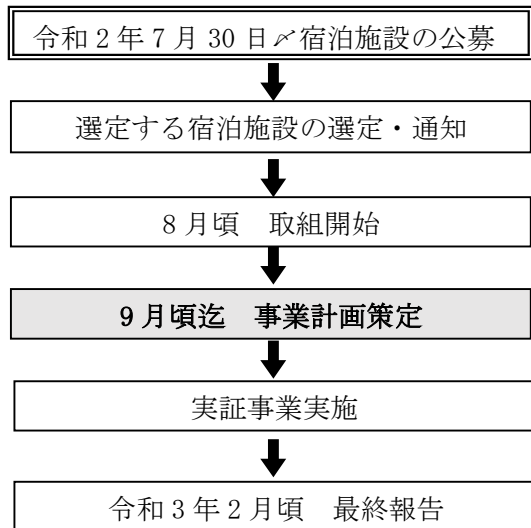 令和2年7月30日〆宿泊施設の公募
選定する宿泊施設の選定・通知
8月頃　取組開始
9月頃迄　事業計画策定
実証事業実施
令和3年2月頃　最終報告